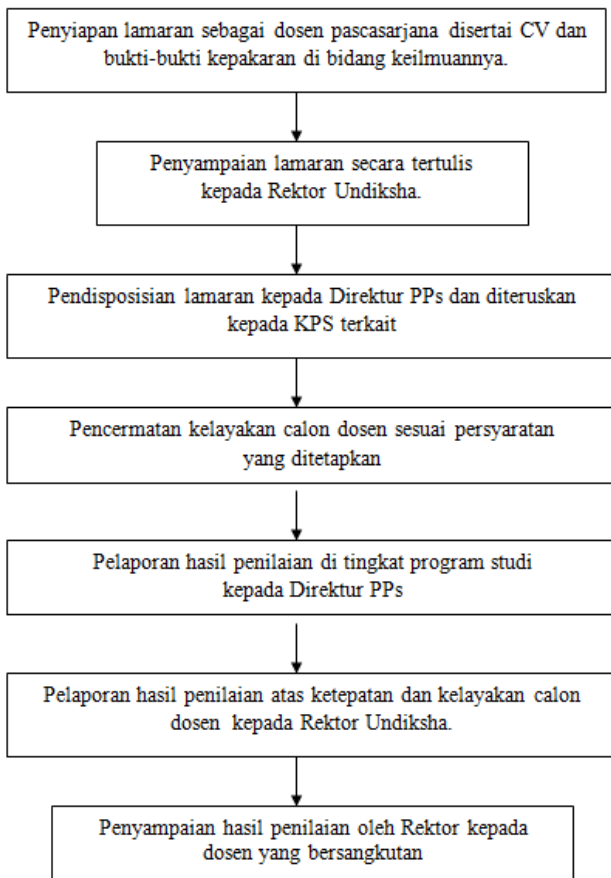 Penyiapan lamaran sebagai dosen pascasarjana disertai CV dan
bukti-bukti kepakaran di bidang keilmuannya.
Penyampaian lamaran secara tertulis
kepada Rektor Undiksha.
Pendisposisian lamaran kepada Direktur PPs dan diteruskan
kepada KPS terkait
Pencermatan kelayakan calon dosen sesuai persyaratan
yang ditetapkan
Pelaporan hasil penilaian di tingkat program studi
kepada Direktur PPs
Pelaporan hasil penilaian atas ketepatan dan kelayakan calon
dosen kepada Rektor Undiksha.
Penyampaian hasil penilaian oleh Rektor kepada
dosen yang bersangkutan